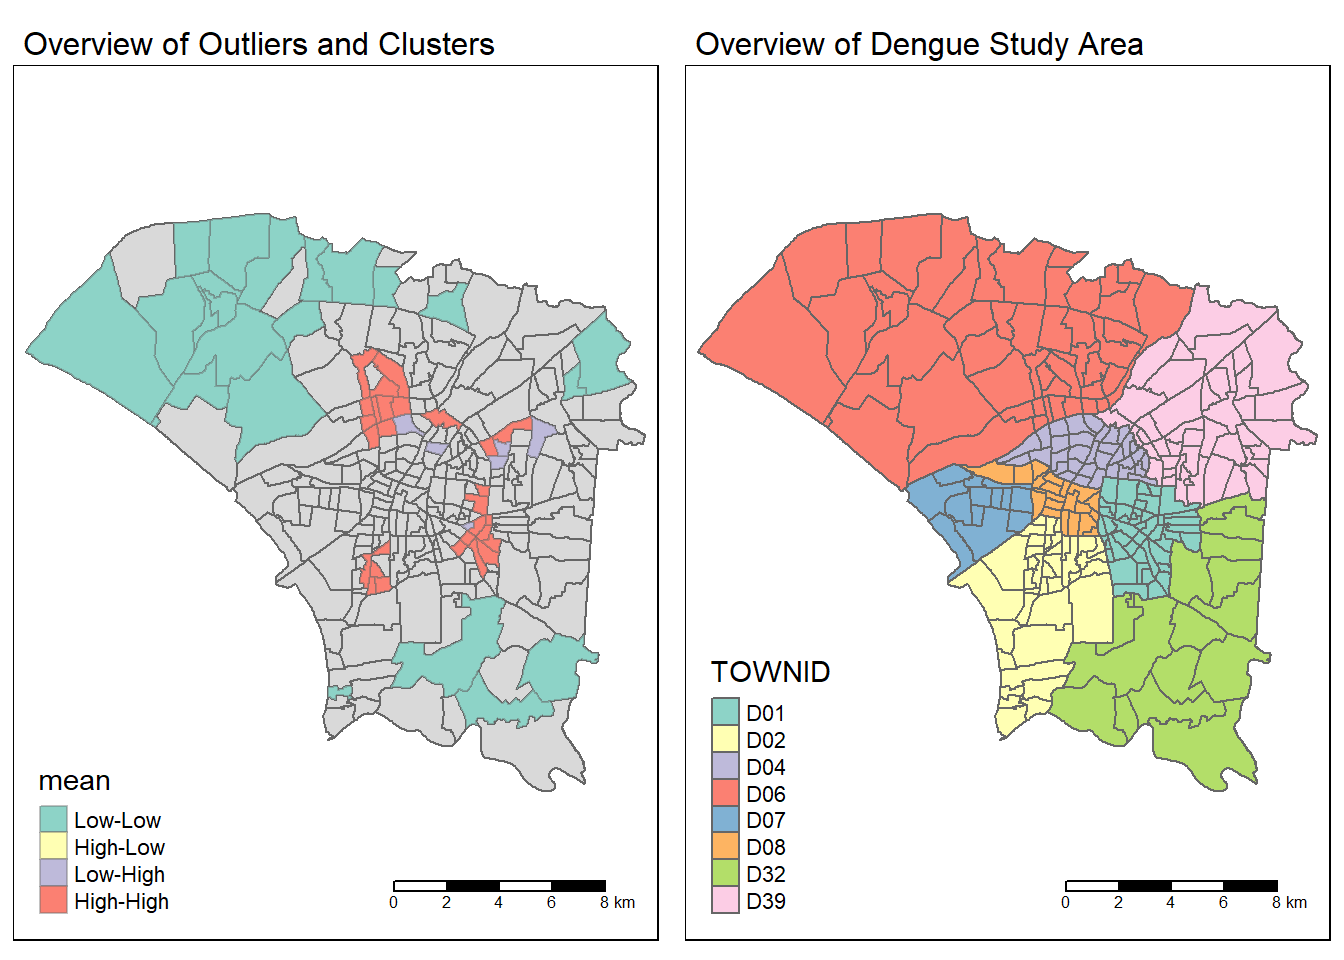 Overview of Outliers and Clusters
mean
Low-Low
High-Low
Low-High
High-High
0 2 4 6 8 km
Overview of Dengue Study Area
TOWNID
D01
D02
D04
D06
D07
D08
D32
D39
0 2 4 6 8 km